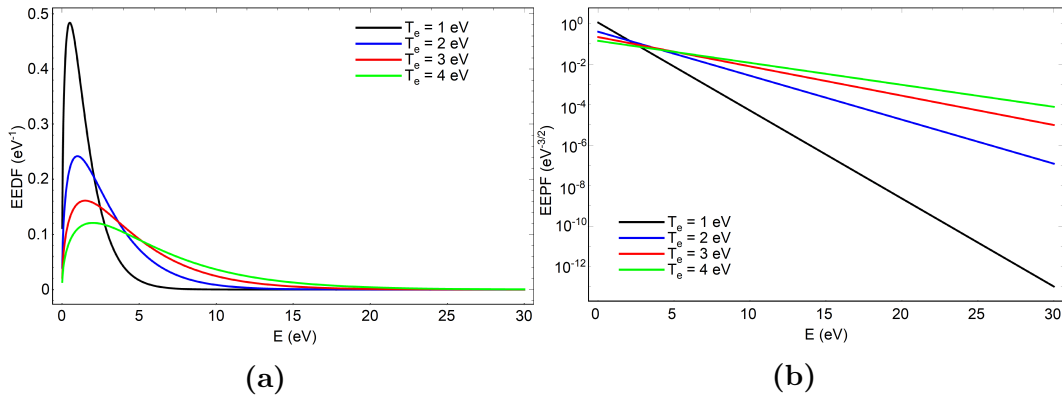 0.5
0.4
0.3
0.2
0.1
0
EEDF (eV⁻¹)
T_e = 1 eV
T_e = 2 eV
T_e = 3 eV
T_e = 4 eV
0 5 10 15 20 25 30
E (eV)
(a)
10⁰
10⁻²
10⁻⁴
10⁻⁶
10⁻⁸
10⁻¹⁰
10⁻¹²
EEPF (eV⁻³/²)
T_e = 1 eV
T_e = 2 eV
T_e = 3 eV
T_e = 4 eV
0 5 10 15 20 25 30
E (eV)
(b)